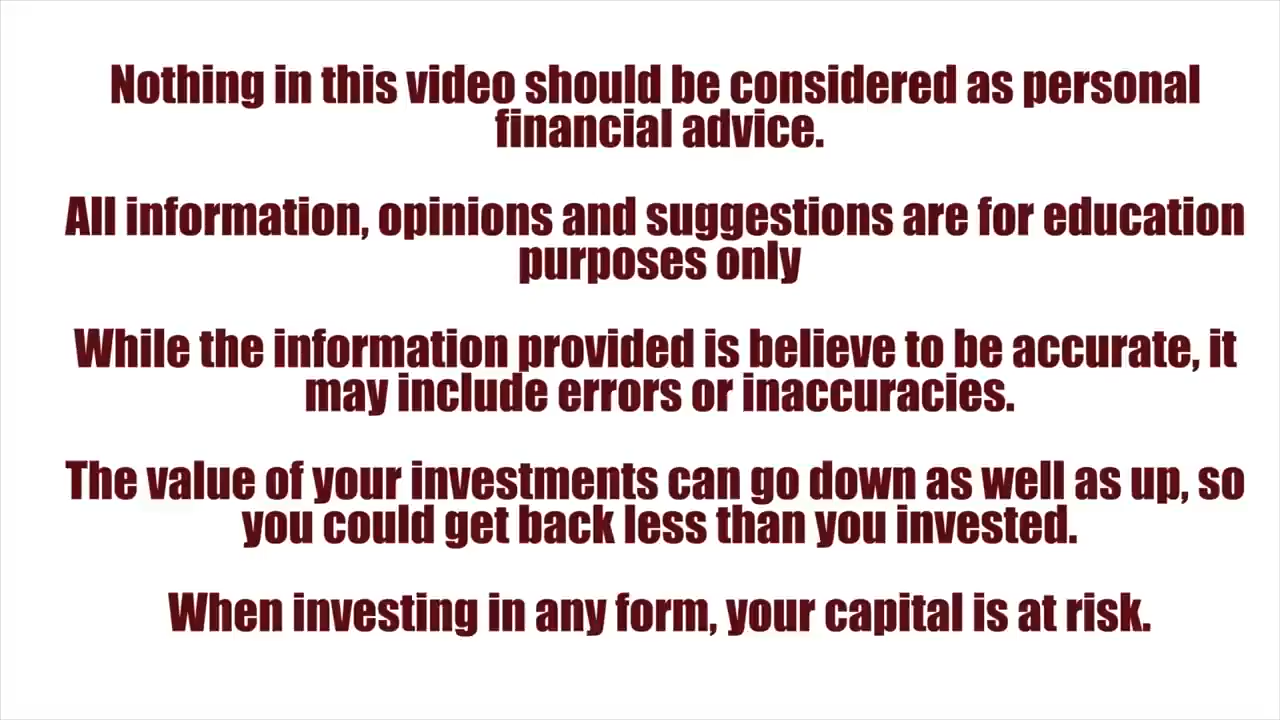 Nothing in this video should be considered as personal
financial advice.
All information, opinions and suggestions are for education
purposes only
While the information provided is believe to be accurate, it
may include errors or inaccuracies.
The value of your investments can go down as well as up, so
you could get back less than you invested.
When investing in any form, your capital is at risk.